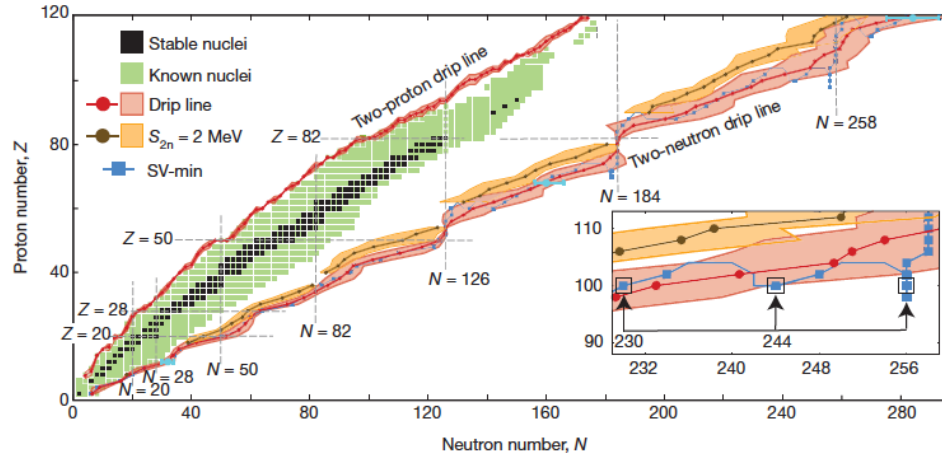 120
Stable nuclei
Known nuclei
Drip line
S2n = 2 MeV
SV-min
Two-proton drip line
Z = 82
N = 258
Two-neutron drip line
80
N = 184
Z = 50
N = 126
40
Z = 28
N = 82
Z = 20
N = 50
N = 28
N = 20
110
100
90
230
244
256
232
240
248
256
0
0
40
80
120
160
200
240
280
Proton number, Z
Neutron number, N